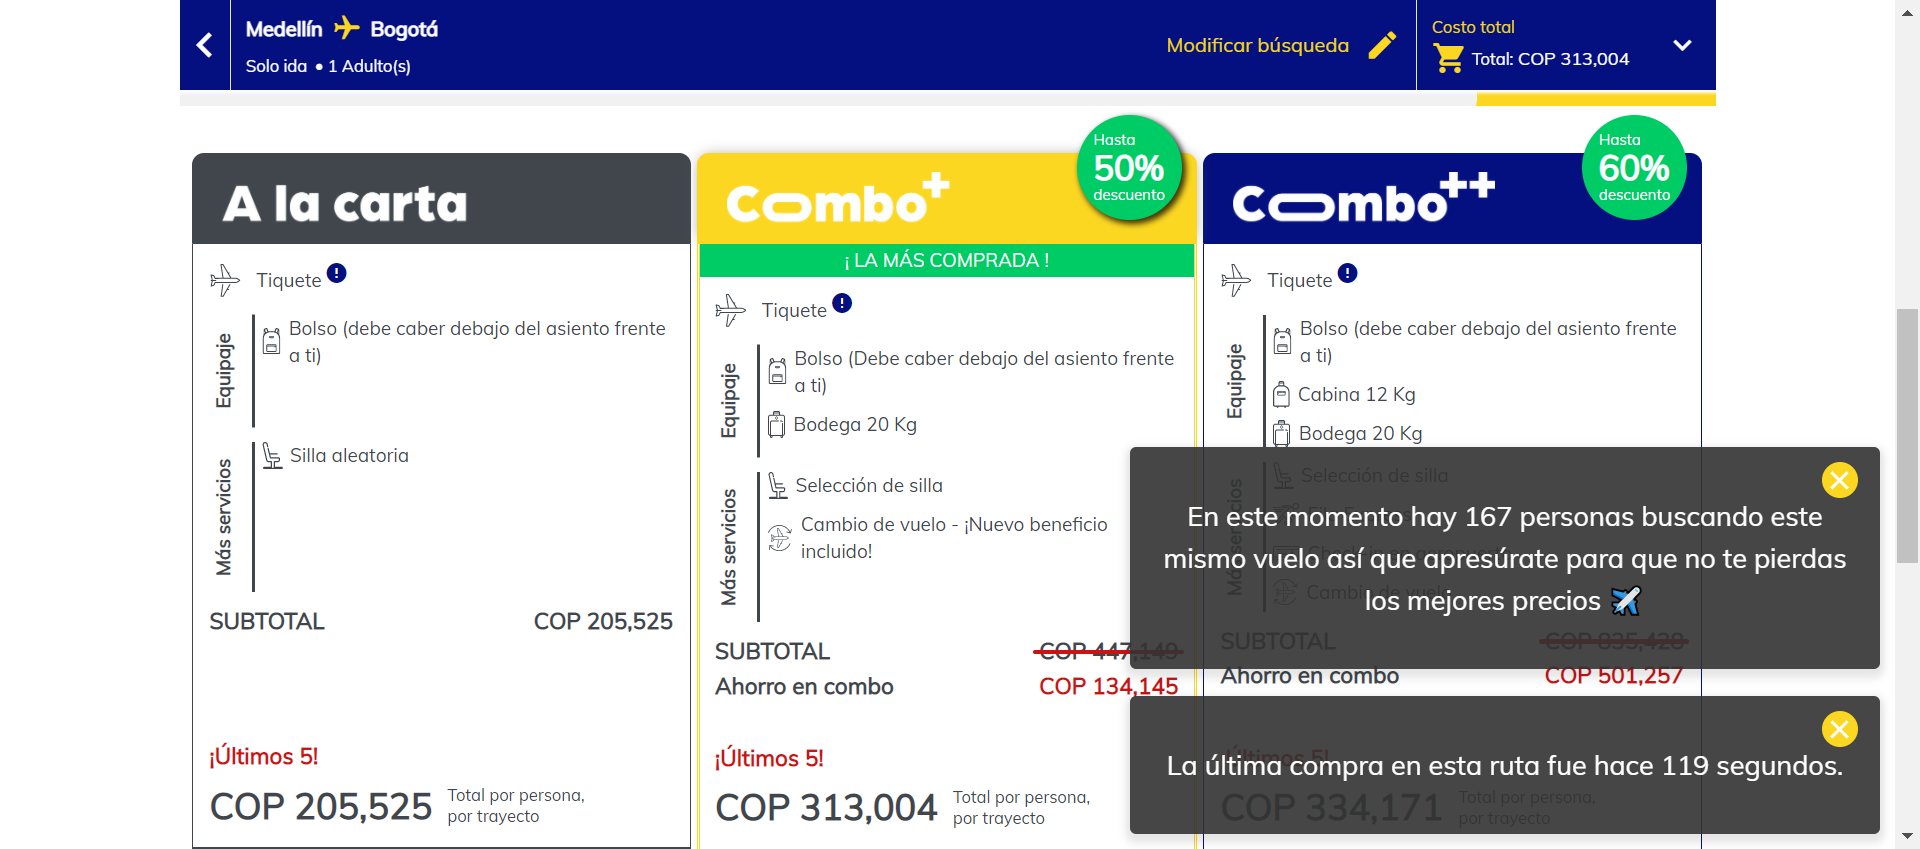 Medellín Bogotá
Solo ida • 1 Adulto(s)
Modificar búsqueda
Costo total
Total: COP 313,004
A la carta
Tiquete
Equipaje
Bolso (debe caber debajo del asiento frente
a ti)
Más servicios
Silla aleatoria
SUBTOTAL COP 205,525
¡Últimos 5!
COP 205,525 Total por persona,
por trayecto
Combo+
Hasta
50%
descuento
¡ LA MÁS COMPRADA !
Tiquete
Equipaje
Bolso (Debe caber debajo del asiento frente
a ti)
Bodega 20 Kg
Más servicios
Selección de silla
Cambio de vuelo - ¡Nuevo beneficio
incluido!
SUBTOTAL COP 447,149
Ahorro en combo COP 134,145
¡Últimos 5!
COP 313,004 Total por persona,
por trayecto
Combo++
Hasta
60%
descuento
Tiquete
Equipaje
Bolso (debe caber debajo del asiento frente
a ti)
Cabina 12 Kg
Bodega 20 Kg
Más servicios
Selección de silla
Cambio de vuelo
SUBTOTAL COP 835,428
Ahorro en combo COP 501,257
¡Últimos 5!
COP 334,171 Total por persona,
por trayecto
En este momento hay 167 personas buscando este
mismo vuelo así que apresúrate para que no te pierdas
los mejores precios
La última compra en esta ruta fue hace 119 segundos.